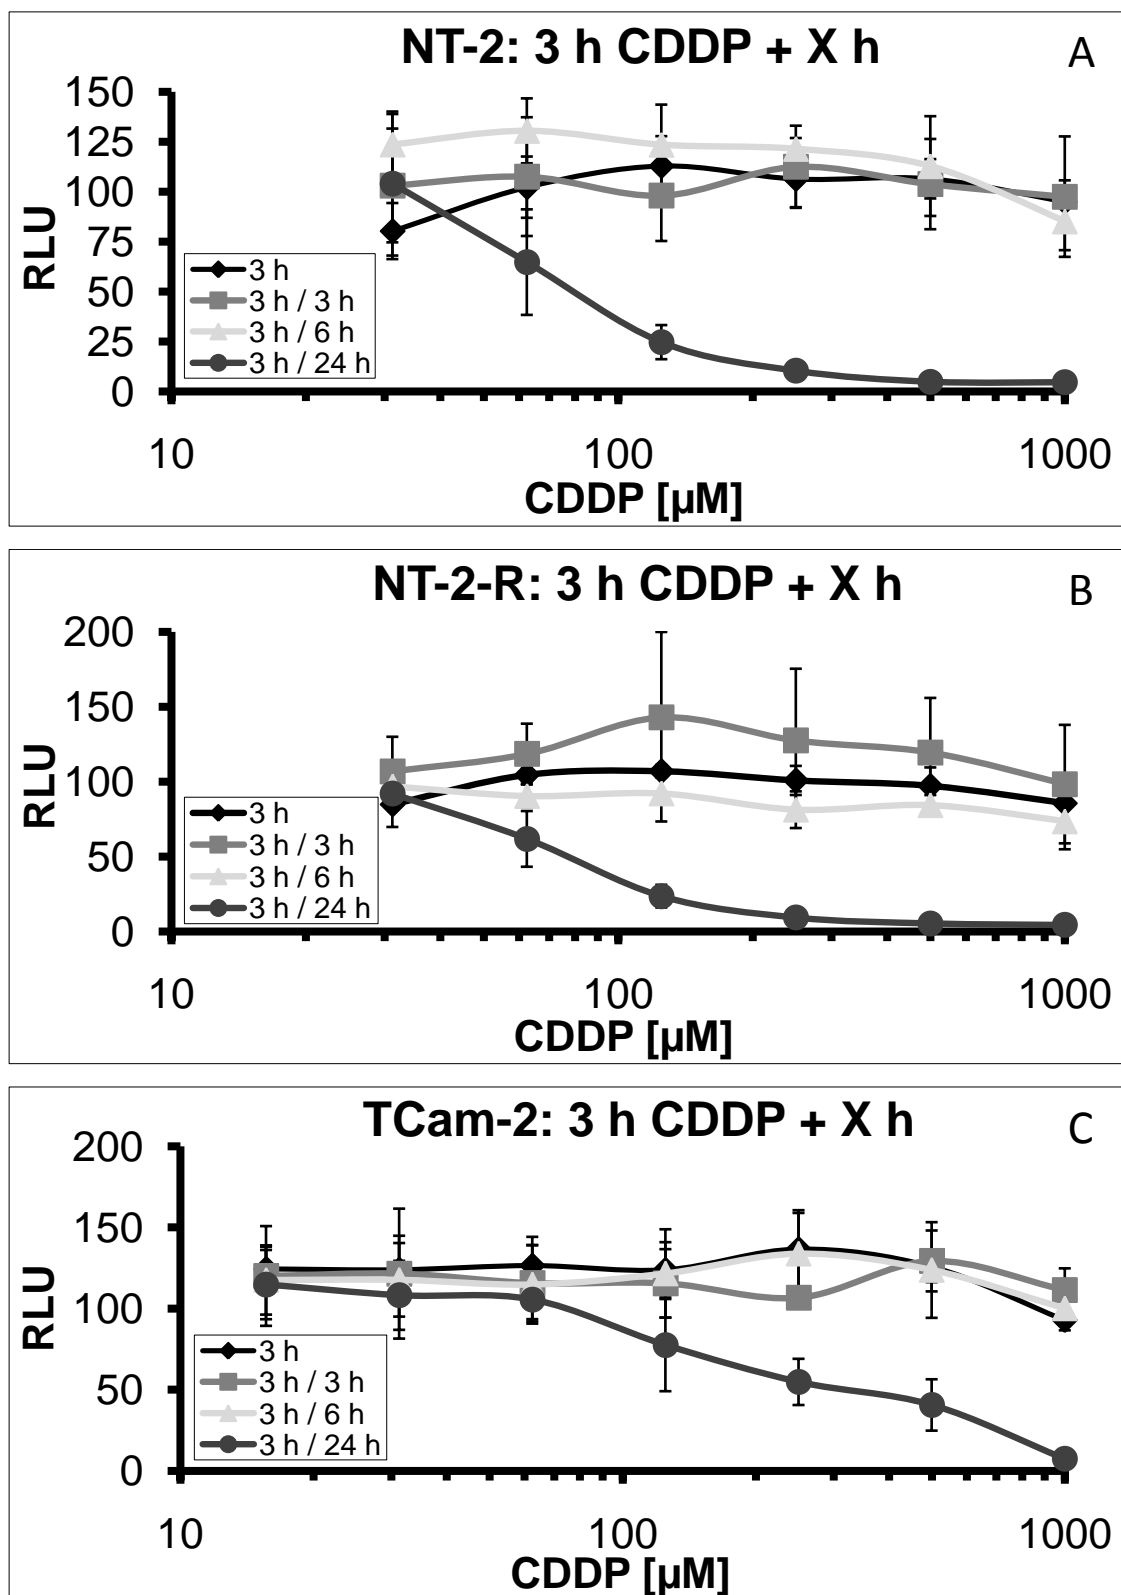 NT-2: 3 h CDDP + X h
A
150
125
100
75
50
25
0
RLU
3 h
3 h / 3 h
3 h / 6 h
3 h / 24 h
10 100 1000
CDDP [µM]
NT-2-R: 3 h CDDP + X h
B
200
150
100
50
0
RLU
3 h
3 h / 3 h
3 h / 6 h
3 h / 24 h
10 100 1000
CDDP [µM]
TCam-2: 3 h CDDP + X h
C
200
150
100
50
0
RLU
3 h
3 h / 3 h
3 h / 6 h
3 h / 24 h
10 100 1000
CDDP [µM]